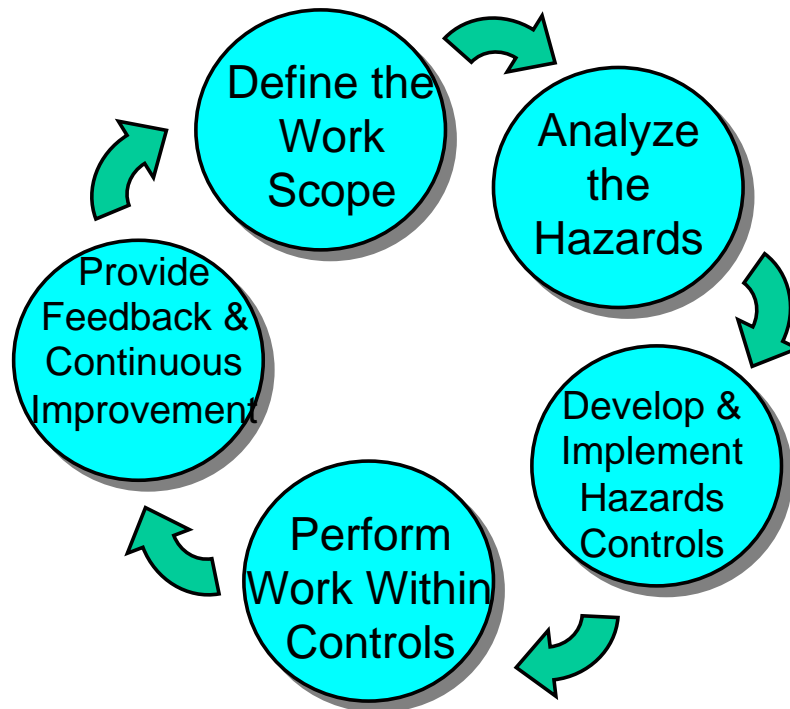 Define the
Work
Scope
Analyze
the
Hazards
Develop &
Implement
Hazards
Controls
Perform
Work Within
Controls
Provide
Feedback &
Continuous
Improvement